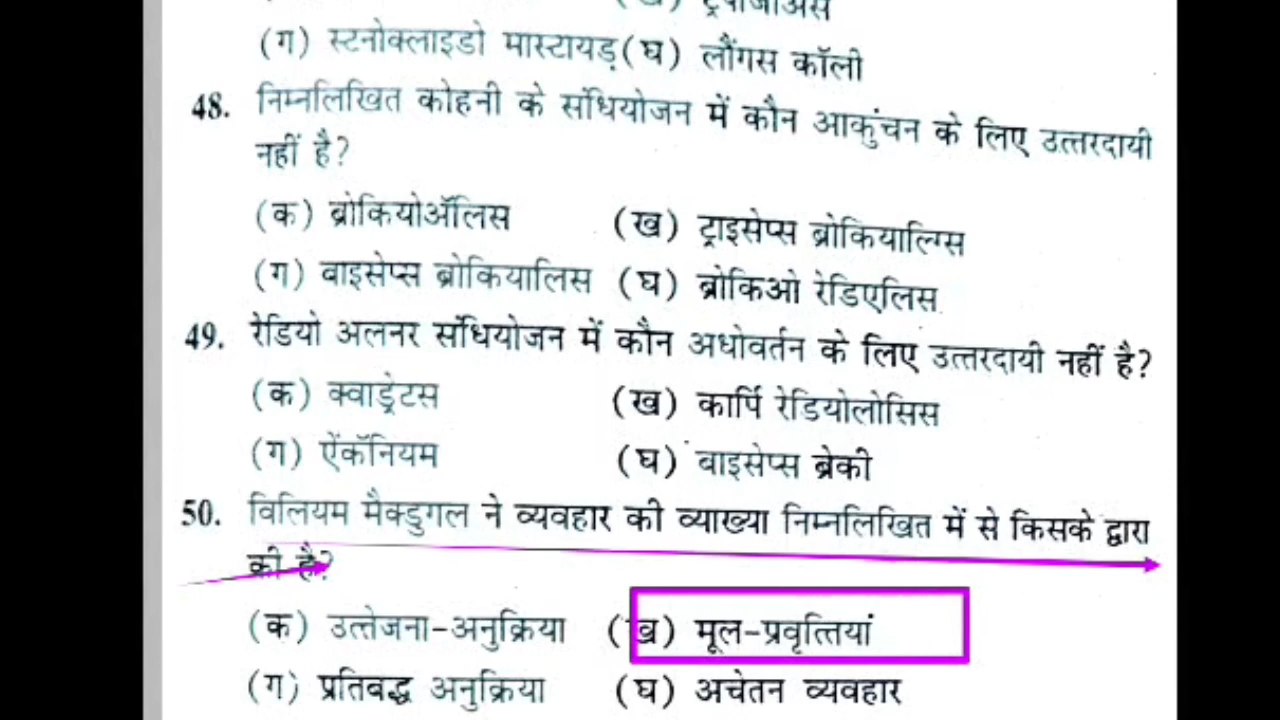 (ग) स्टनोक्लाइडो मास्टायड़ (घ) लौंगस कॉली
48. निम्नलिखित कोहनी के संधियोजन में कौन आकुंचन के लिए उत्तरदायी
नहीं है?
(क) ब्रोकियोऑलिस (ख) ट्राइसेप्स ब्रोकियाल्गिस
(ग) वाइसेप्स ब्रोकियालिस (घ) ब्रोकिओ रेडिएलिस
49. रेडियो अलनर संधियोजन में कौन अधोवर्तन के लिए उत्तरदायी नहीं है?
(क) क्वाड्रेटस (ख) कार्पि रेडियोलोसिस
(ग) ऐंकॅनियम (घ) बाइसेप्स ब्रेकी
50. विलियम मैक्डुगल ने व्यवहार की व्याख्या निम्नलिखित में से किसके द्वारा
की है?
(क) उत्तेजना-अनुक्रिया (ख) मूल-प्रवृत्तियां
(ग) प्रतिबद्ध अनुक्रिया (घ) अचेतन व्यवहार